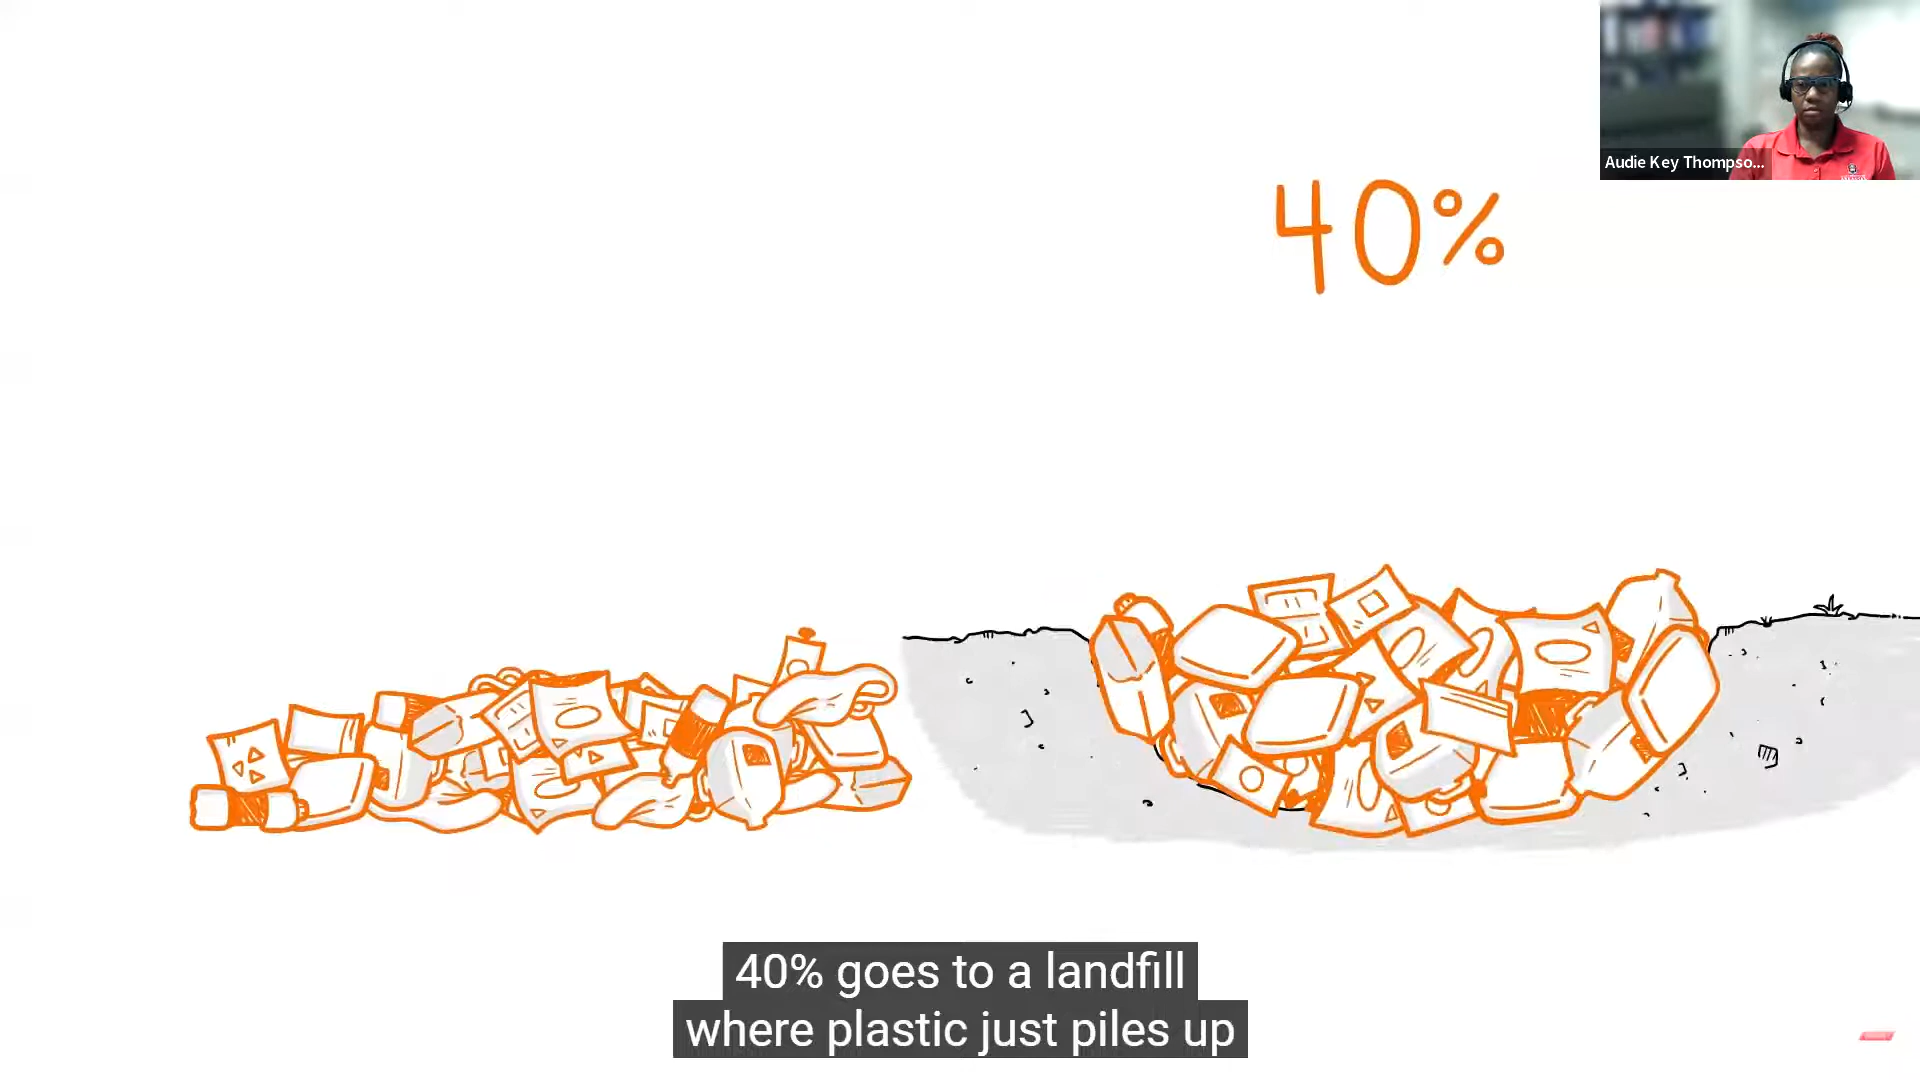 Audie Key Thompso...
40%
40% goes to a landfill
where plastic just piles up